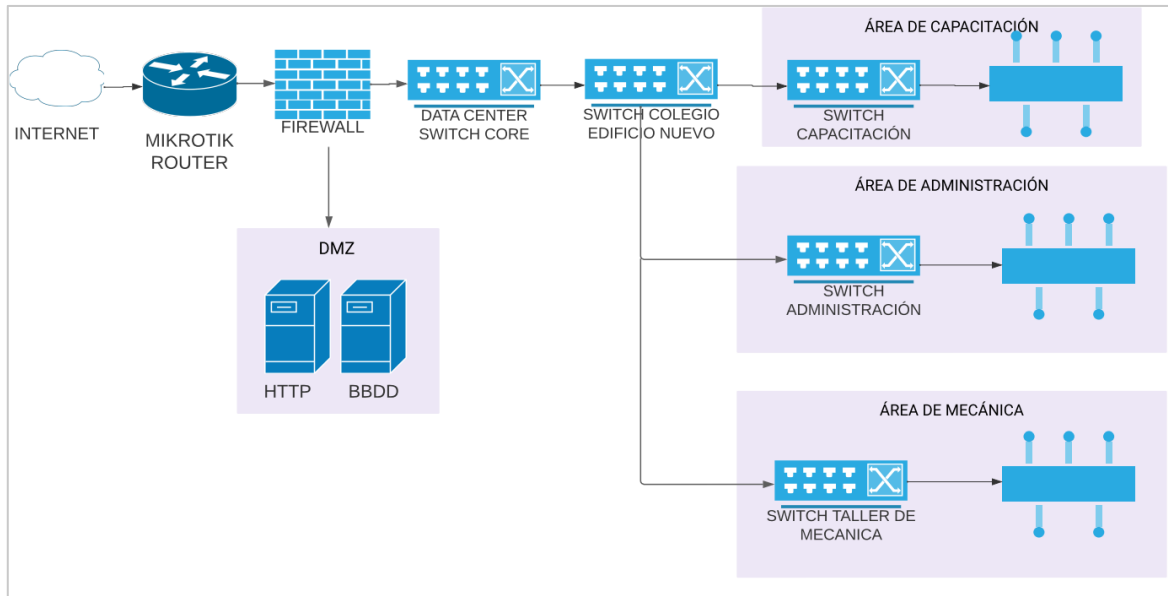 INTERNET
MIKROTIK
ROUTER
FIREWALL
DATA CENTER
SWITCH CORE
SWITCH COLEGIO
EDIFICIO NUEVO
ÁREA DE CAPACITACIÓN
SWITCH
CAPACITACIÓN
DMZ
HTTP
BBDD
ÁREA DE ADMINISTRACIÓN
SWITCH
ADMINISTRACIÓN
ÁREA DE MECÁNICA
SWITCH TALLER DE
MECANICA